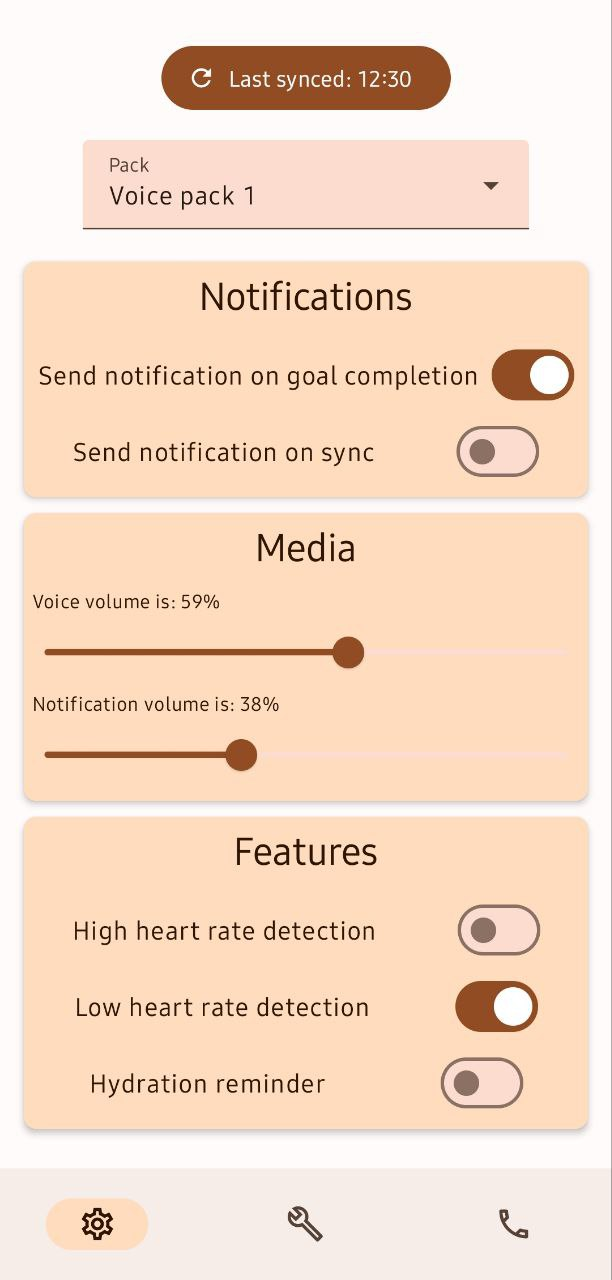 Last synced: 12:30
Pack
Voice pack 1
Notifications
Send notification on goal completion
Send notification on sync
Media
Voice volume is: 59%
Notification volume is: 38%
Features
High heart rate detection
Low heart rate detection
Hydration reminder